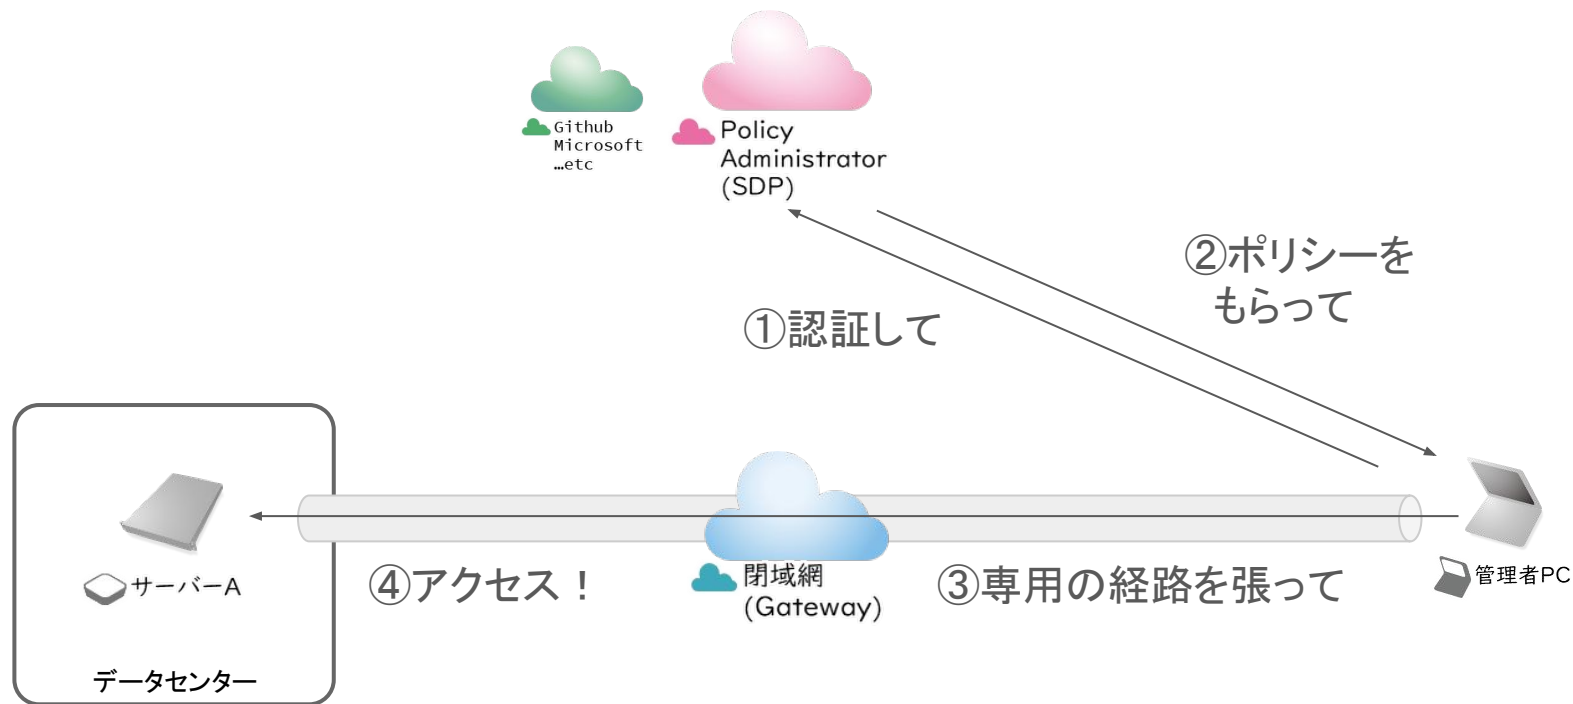 Github
Microsoft
…etc
Policy
Administrator
(SDP)
②ポリシーを
もらって
①認証して
サーバーA
④アクセス！
閉域網
(Gateway)
③専用の経路を張って
管理者PC
データセンター